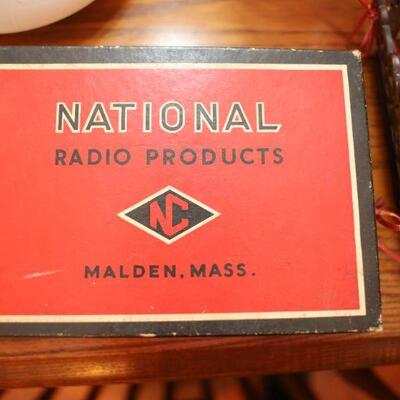 NATIONAL
RADIO PRODUCTS
NC
MALDEN, MASS.